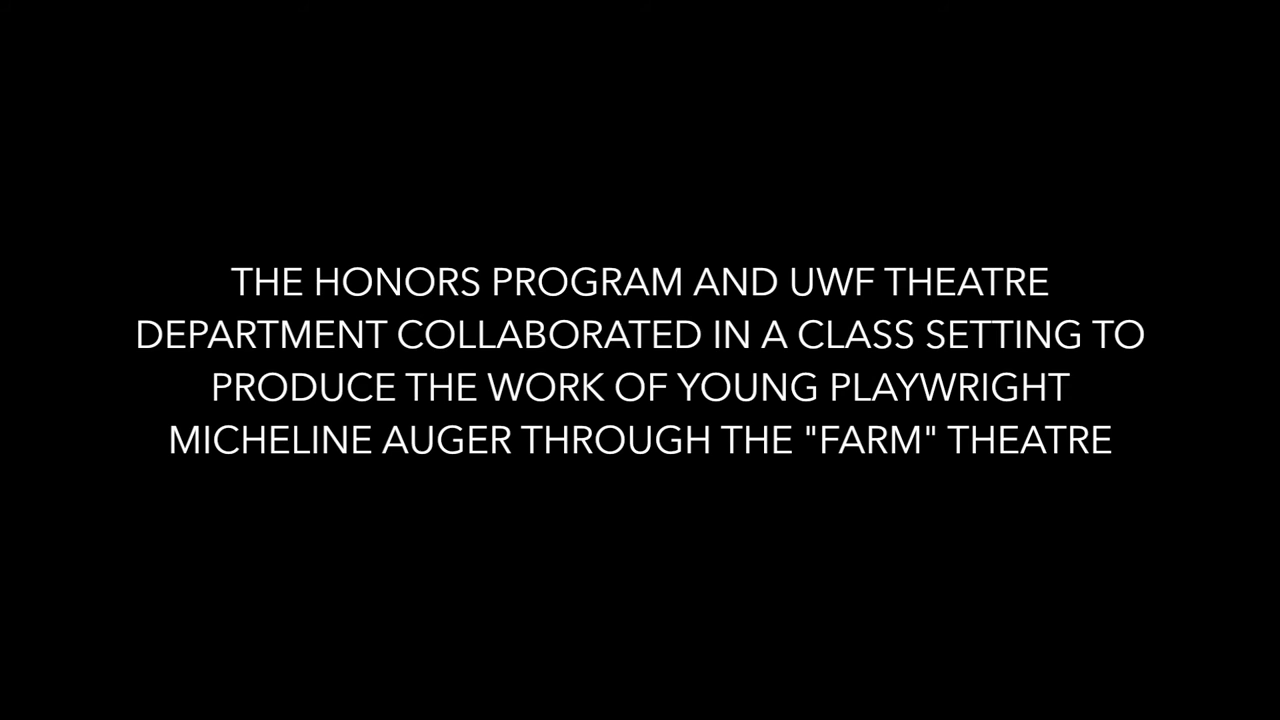 THE HONORS PROGRAM AND UWF THEATRE
DEPARTMENT COLLABORATED IN A CLASS SETTING TO
PRODUCE THE WORK OF YOUNG PLAYWRIGHT
MICHELINE AUGER THROUGH THE "FARM" THEATRE